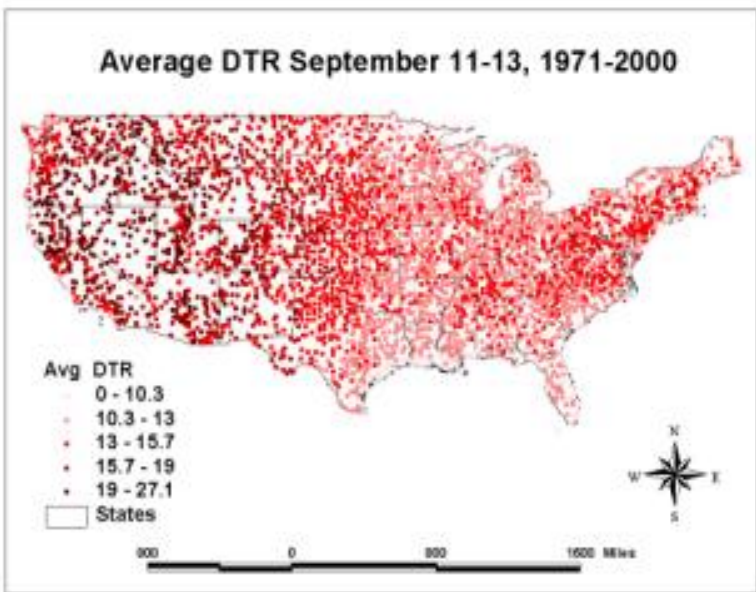 Average DTR September 11-13, 1971-2000
Avg DTR
0 - 10.3
10.3 - 13
13 - 15.7
15.7 - 19
19 - 27.1
States
N
W E
S
800 0 800 1600 Miles